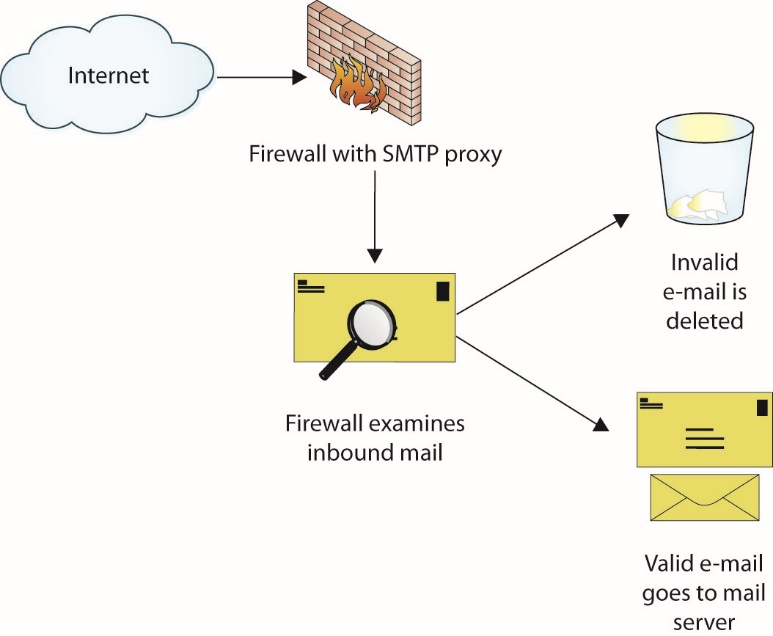 Internet
Firewall with SMTP proxy
Firewall examines
inbound mail
Invalid
e-mail is
deleted
Valid e-mail
goes to mail
server